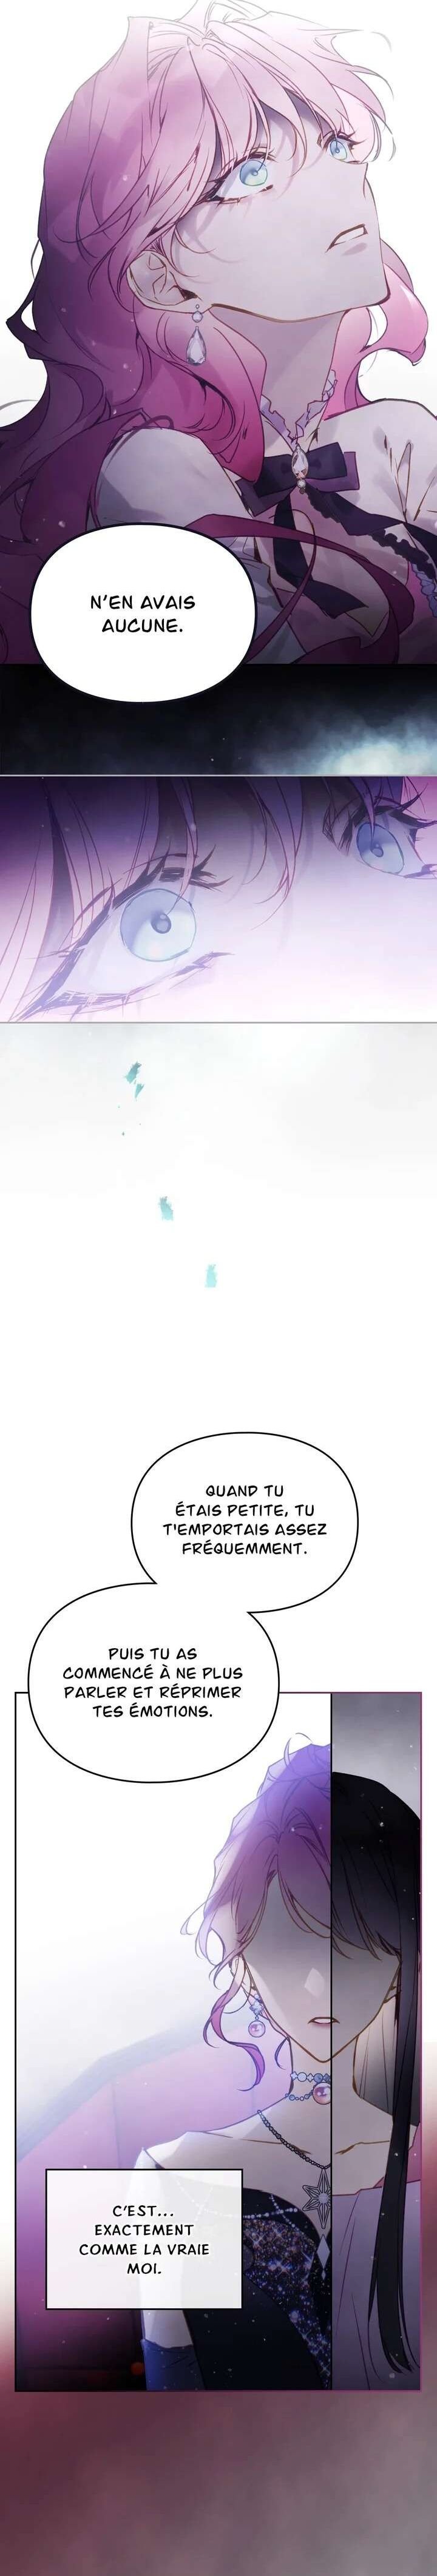 N'EN AVAIS
AUCUNE.
QUAND TU
ÉTAIS PETITE, TU
T'EMPORTAIS ASSEZ
FRÉQUEMMENT.
PUIS TU AS
COMMENCÉ À NE PLUS
PARLER ET RÉPRIMER
TES ÉMOTIONS.
C'EST...
EXACTEMENT
COMME LA VRAIE
MOI.